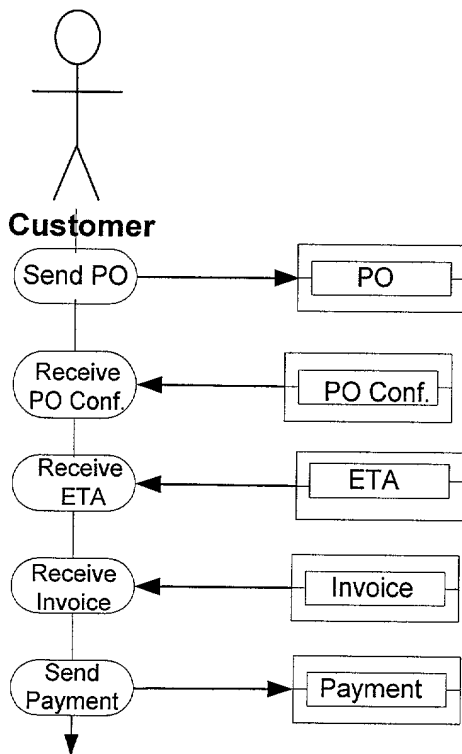 Customer
Send PO
PO
Receive
PO Conf.
PO Conf.
Receive
ETA
ETA
Receive
Invoice
Invoice
Send
Payment
Payment